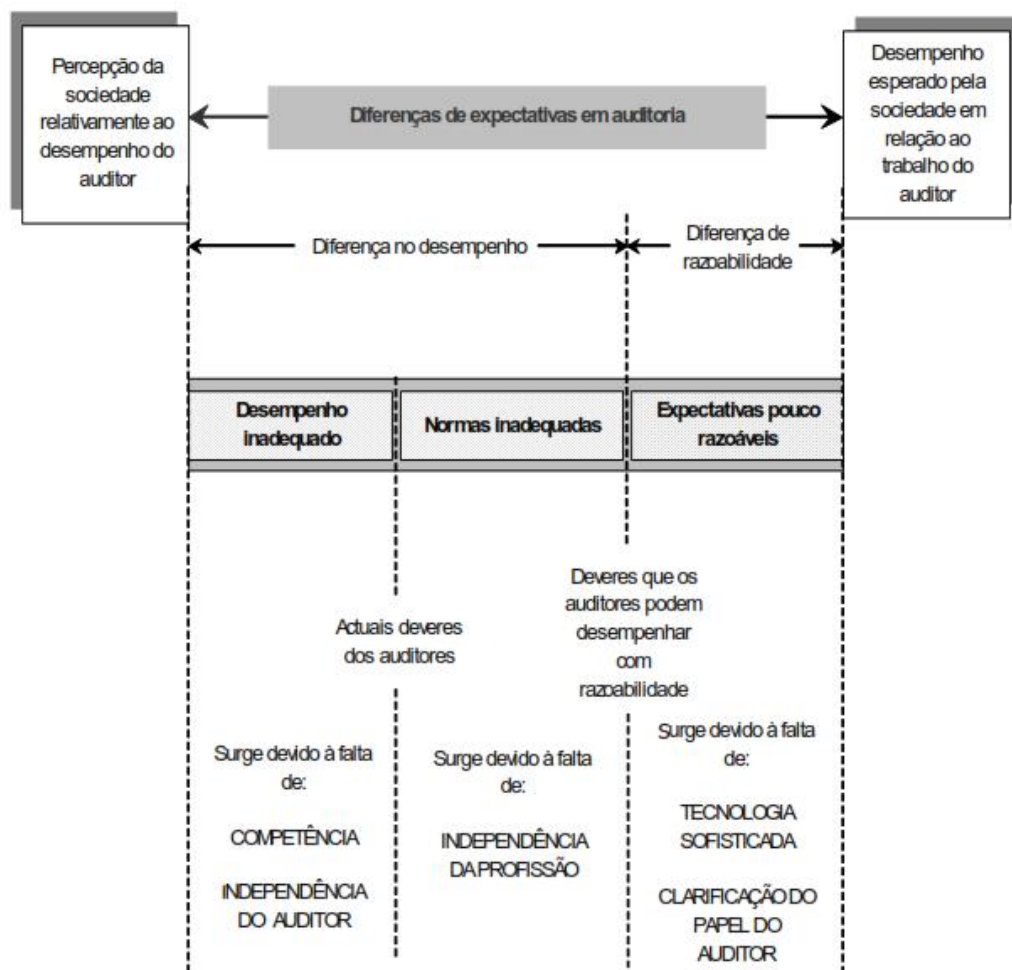 Percepção da
sociedade
relativamente ao
desempenho do
auditor
Diferenças de expectativas em auditoria
Desempenho
esperado pela
sociedade em
relação ao
trabalho do
auditor
Diferença no desempenho
Diferença de
razoabilidade
Desempenho
inadequado
Normas inadequadas
Expectativas pouco
razoáveis
Actuais deveres
dos auditores
Deveres que os
auditores podem
desempenhar
com
razoabilidade
Surge devido à falta
de:
COMPETÊNCIA
INDEPENDÊNCIA
DO AUDITOR
Surge devido à falta
de:
INDEPENDÊNCIA
DA PROFISSÃO
Surge devido à falta
de:
TECNOLOGIA
SOFISTICADA
CLARIFICAÇÃO DO
PAPEL DO
AUDITOR